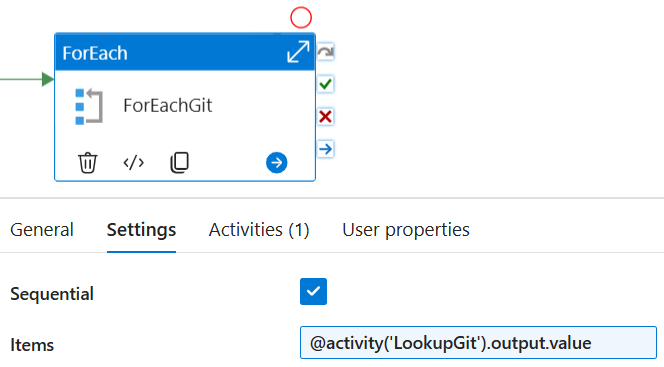 ForEach
ForEachGit
</>
General Settings Activities (1) User properties
Sequential
Items @activity('LookupGit').output.value